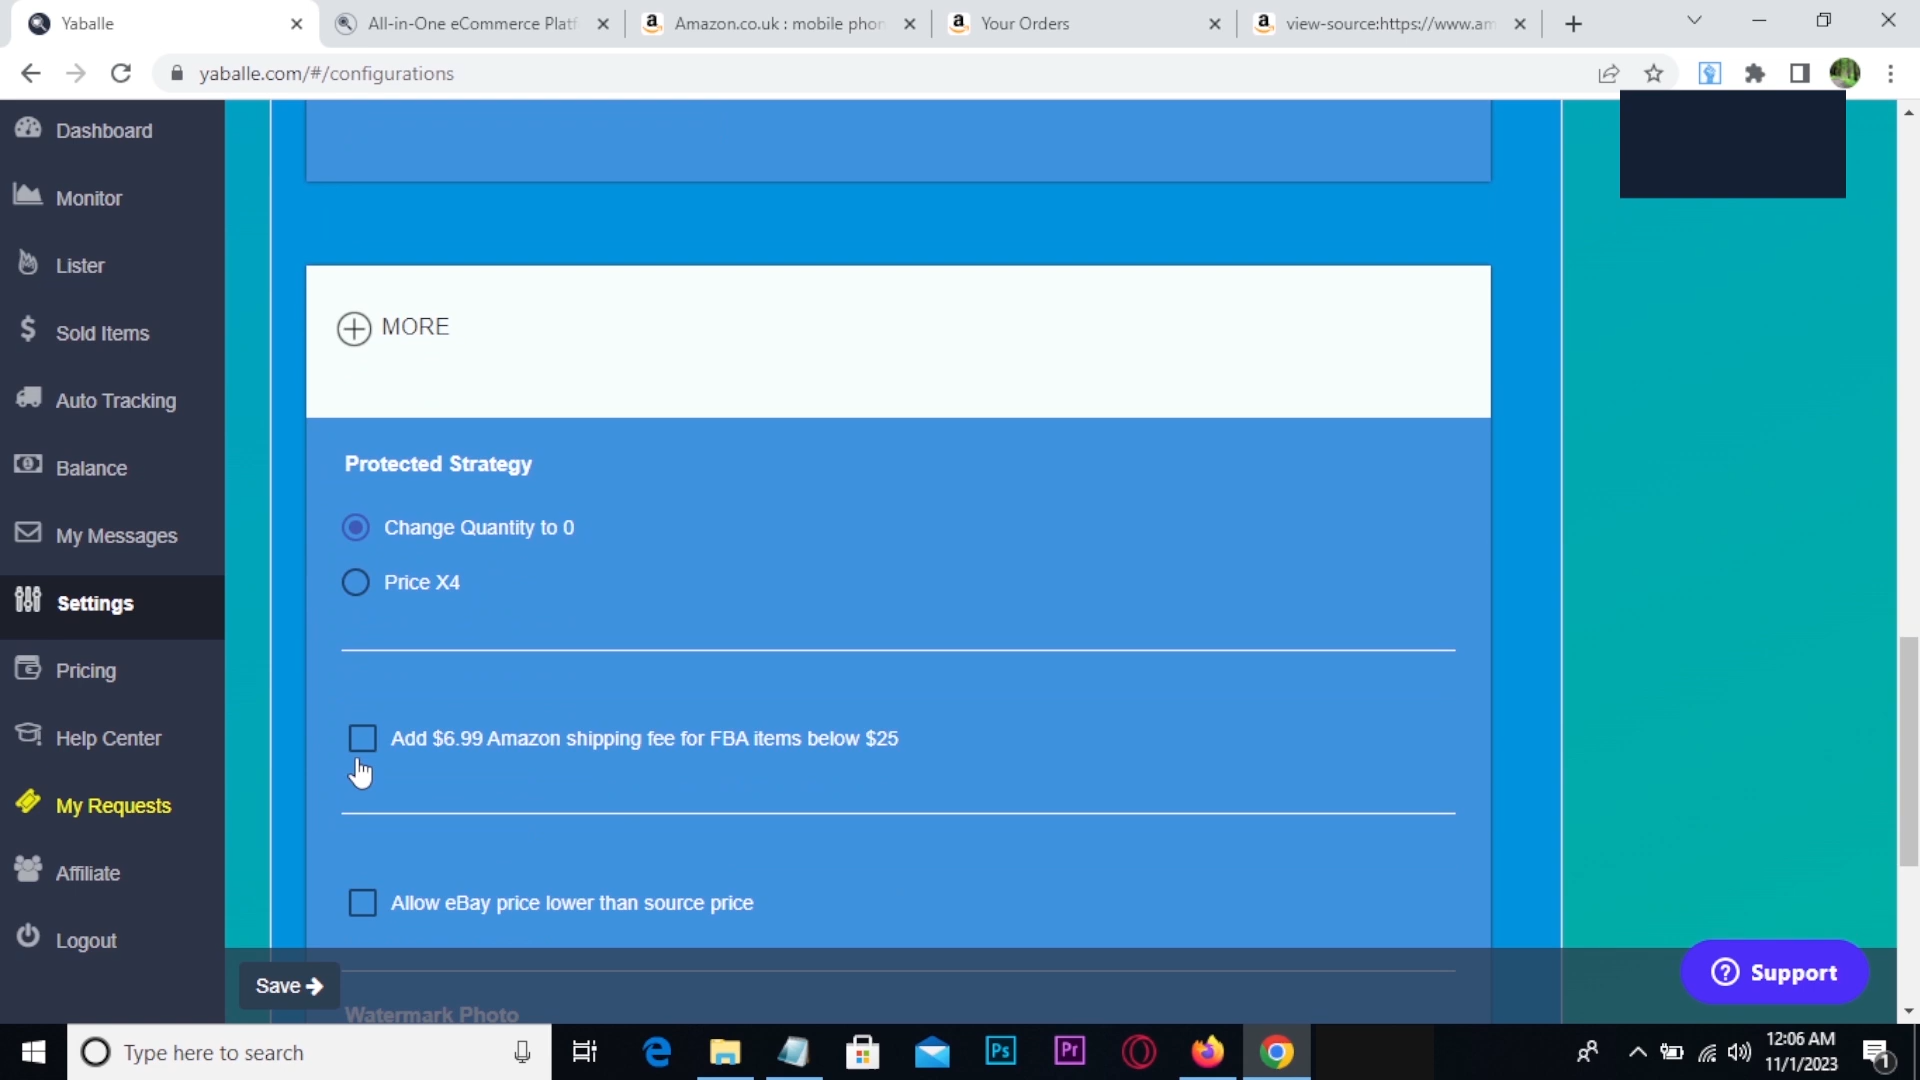 Yaballe
All-in-One eCommerce Platf
Amazon.co.uk : mobile phon
Your Orders
view-source:https://www.am
yaballe.com/#/configurations
Dashboard
Monitor
Lister
Sold Items
Auto Tracking
Balance
My Messages
Settings
Pricing
Help Center
My Requests
Affiliate
Logout
MORE
Protected Strategy
Change Quantity to 0
Price X4
Add $6.99 Amazon shipping fee for FBA items below $25
Allow eBay price lower than source price
Save
Watermark Photo
Support
Type here to search
Ps
Pr
12:06 AM
11/1/2023
1